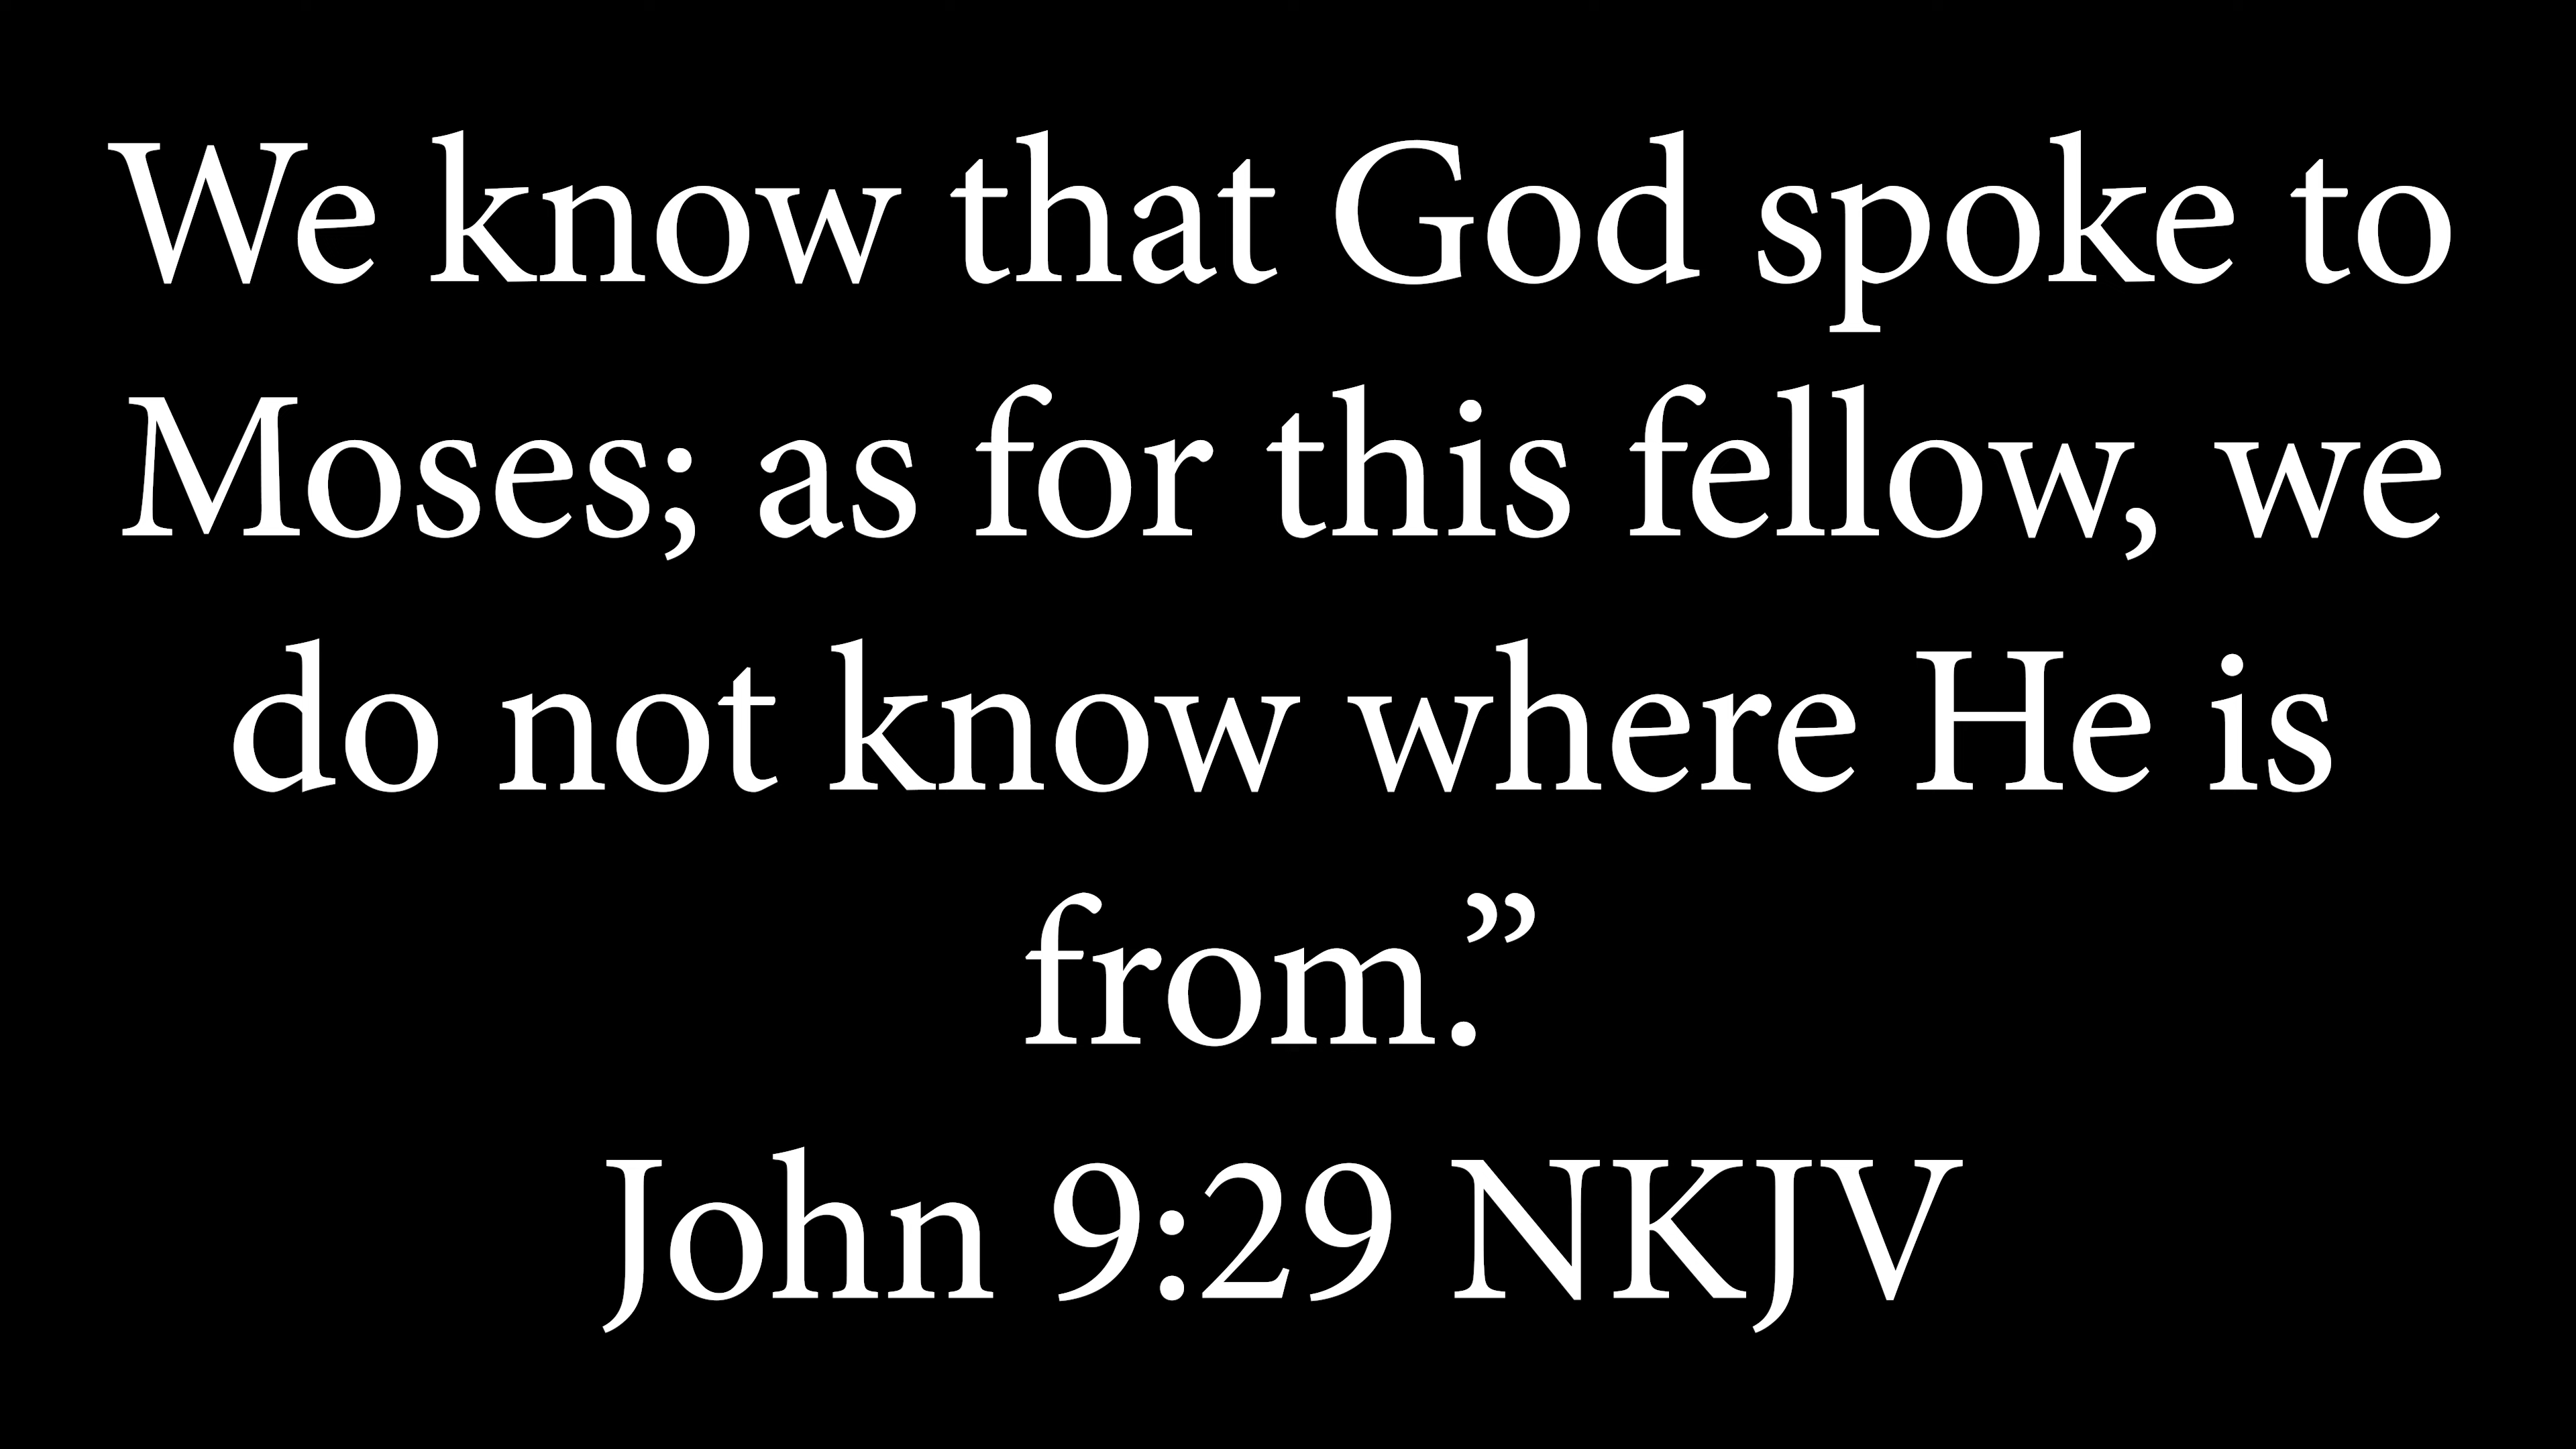 We know that God spoke to
Moses; as for this fellow, we
do not know where He is
from.”
John 9:29 NKJV